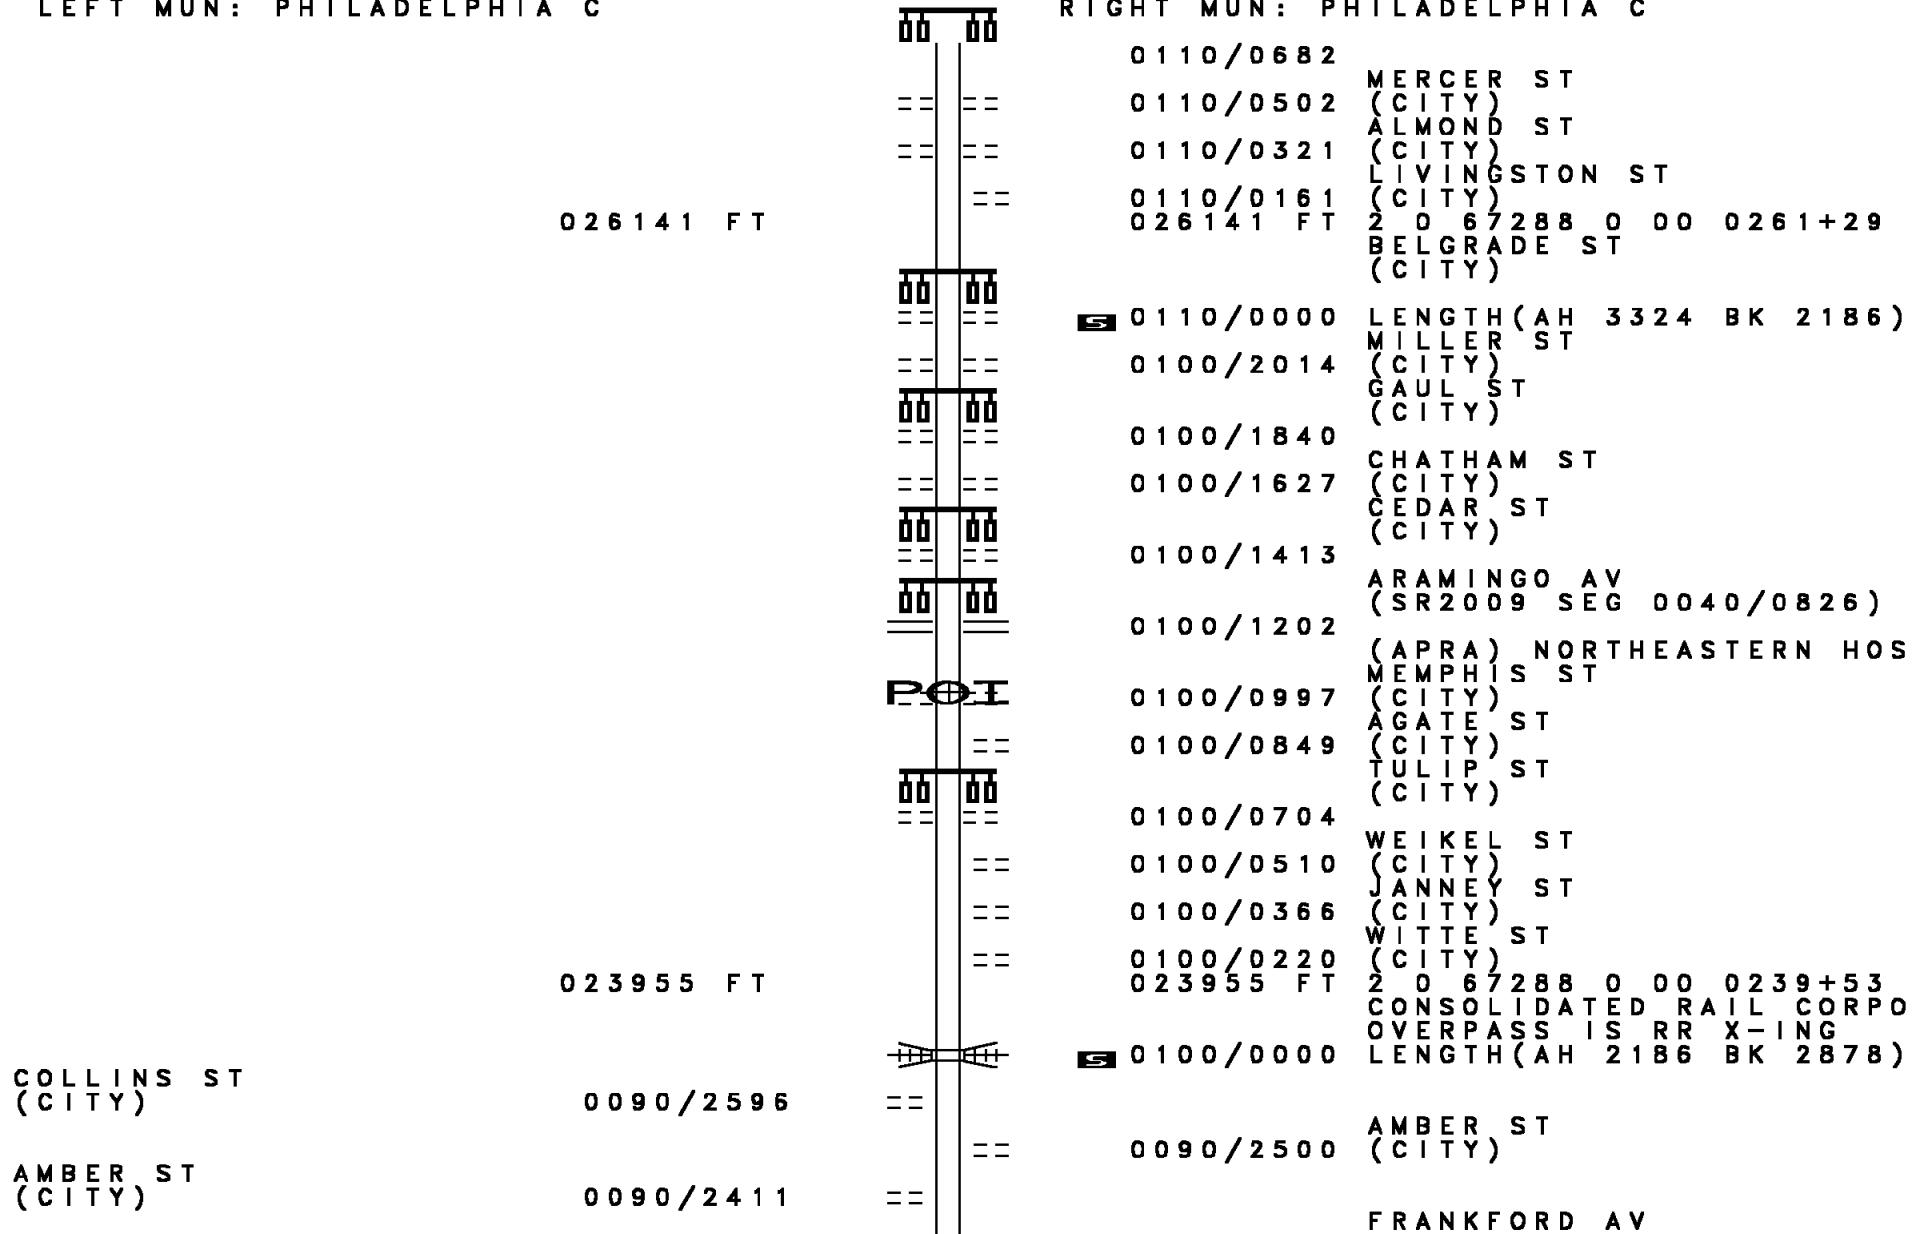 LEFT MUN: PHILADELPHIA C
RIGHT MUN: PHILADELPHIA C
0110/0682
MERCER ST
0110/0502 (CITY)
ALMOND ST
0110/0321 (CITY)
LIVINGSTON ST
0110/0161 (CITY)
026141 FT
026141 FT 2 0 67288 0 00 0261+29
BELGRADE ST
(CITY)
S 0110/0000 LENGTH(AH 3324 BK 2186)
MILLER ST
0100/2014 (CITY)
GAUL ST
(CITY)
0100/1840
CHATHAM ST
0100/1627 (CITY)
CEDAR ST
(CITY)
0100/1413
ARAMINGO AV
(SR2009 SEG 0040/0826)
0100/1202
(APRA) NORTHEASTERN HOS
MEMPHIS ST
POI
0100/0997 (CITY)
AGATE ST
0100/0849 (CITY)
TULIP ST
(CITY)
0100/0704
WEIKEL ST
0100/0510 (CITY)
JANNEY ST
0100/0366 (CITY)
WITTE ST
0100/0220 (CITY)
023955 FT
023955 FT 2 0 67288 0 00 0239+53
CONSOLIDATED RAIL CORPO
OVERPASS IS RR X-ING
S 0100/0000 LENGTH(AH 2186 BK 2878)
COLLINS ST
(CITY) 0090/2596
AMBER ST
0090/2500 (CITY)
AMBER ST
(CITY) 0090/2411
FRANKFORD AV